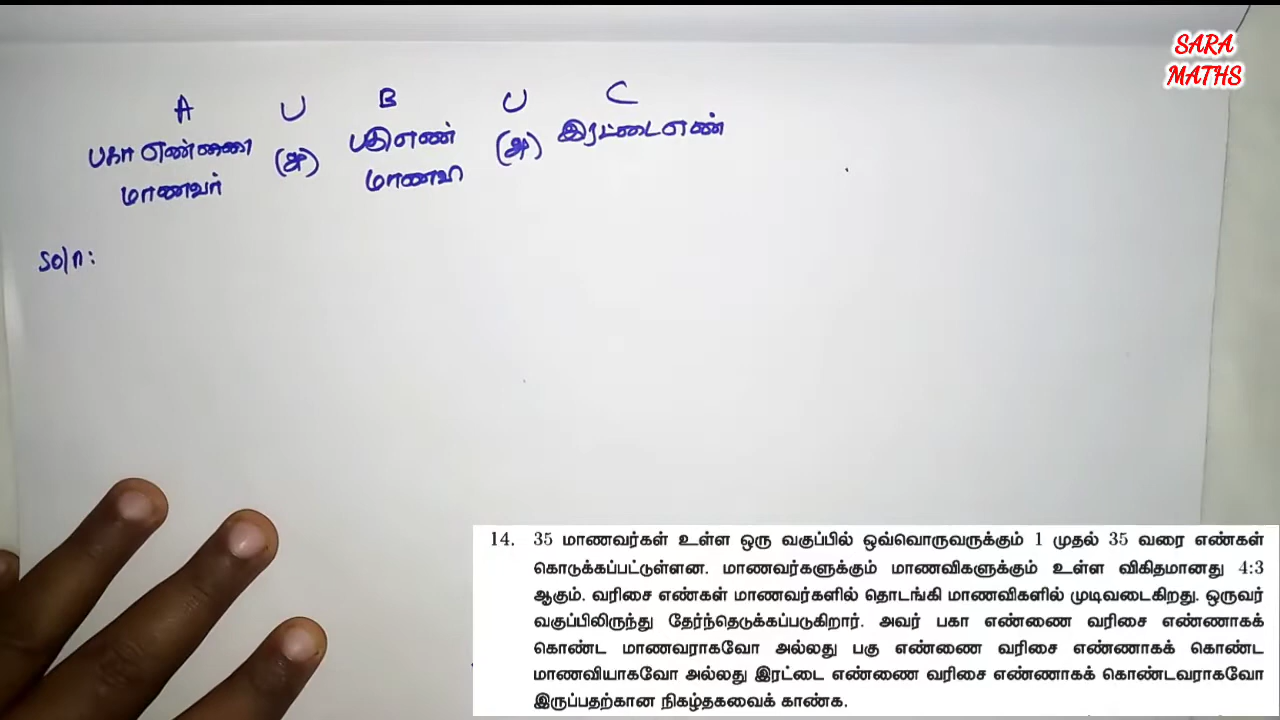 SARA
MATHS
A U B U C
பகா எண்ணை (அ) பகுஎண் (அ) இரட்டைஎண்
மாணவர் மாணவி
Soln:
14. 35 மாணவர்கள் உள்ள ஒரு வகுப்பில் ஒவ்வொருவருக்கும் 1 முதல் 35 வரை எண்கள்
கொடுக்கப்பட்டுள்ளன. மாணவர்களுக்கும் மாணவிகளுக்கும் உள்ள விகிதமானது 4:3
ஆகும். வரிசை எண்கள் மாணவர்களில் தொடங்கி மாணவிகளில் முடிவடைகிறது. ஒருவர்
வகுப்பிலிருந்து தேர்ந்தெடுக்கப்படுகிறார். அவர் பகா எண்ணை வரிசை எண்ணாகக்
கொண்ட மாணவராகவோ அல்லது பகு எண்ணை வரிசை எண்ணாகக் கொண்ட
மாணவியாகவோ அல்லது இரட்டை எண்ணை வரிசை எண்ணாகக் கொண்டவராகவோ
இருப்பதற்கான நிகழ்தகவைக் காண்க.